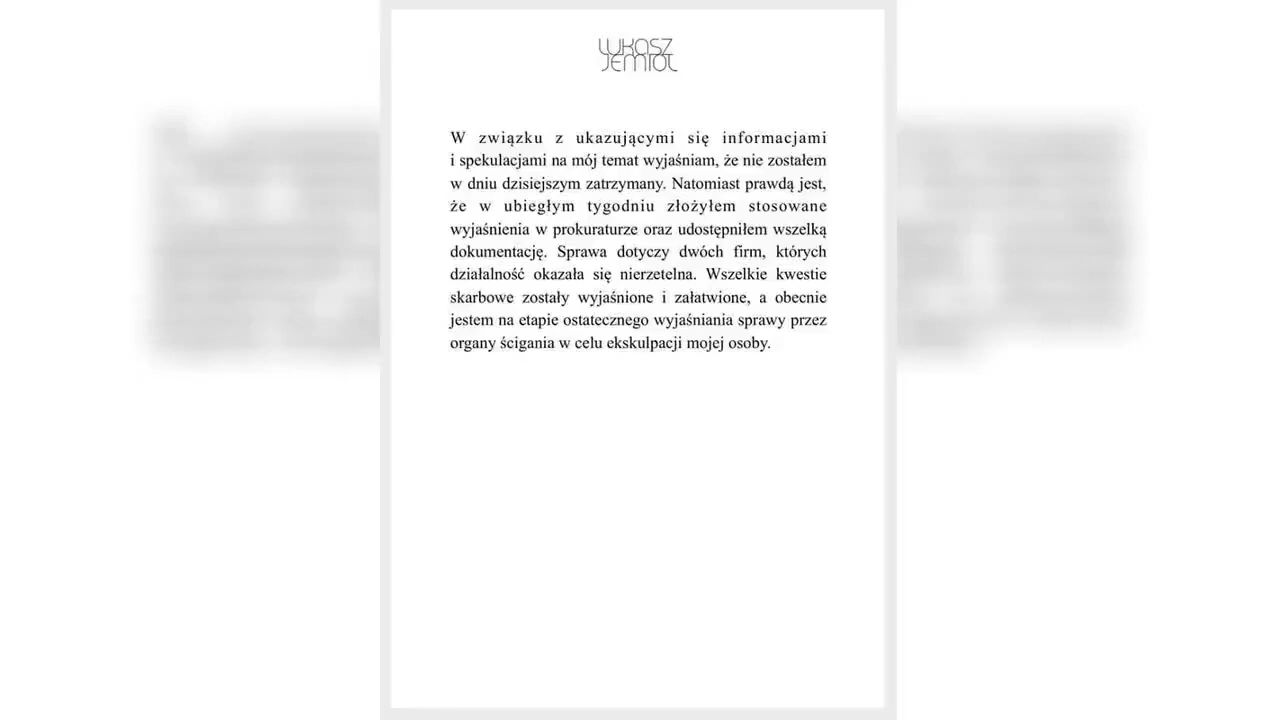 LUKASZ
JEMIOL
W związku z ukazującymi się informacjami
i spekulacjami na mój temat wyjaśniam, że nie zostałem
w dniu dzisiejszym zatrzymany. Natomiast prawdą jest,
że w ubiegłym tygodniu złożyłem stosowane
wyjaśnienia w prokuraturze oraz udostępniłem wszelką
dokumentację. Sprawa dotyczy dwóch firm, których
działalność okazała się nierzetelna. Wszelkie kwestie
skarbowe zostały wyjaśnione i załatwione, a obecnie
jestem na etapie ostatecznego wyjaśniania sprawy przez
organy ścigania w celu ekskulpacji mojej osoby.